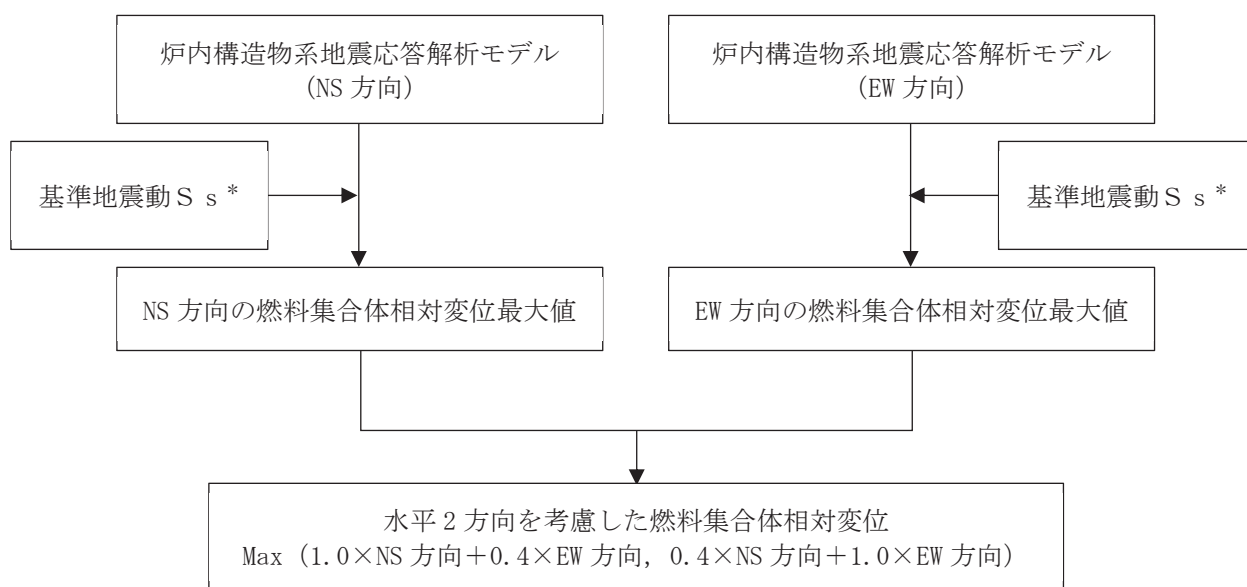 炉内構造物系地震応答解析モデル
（NS 方向）
炉内構造物系地震応答解析モデル
（EW 方向）
基準地震動Ｓｓ*
基準地震動Ｓｓ*
NS 方向の燃料集合体相対変位最大値
EW 方向の燃料集合体相対変位最大値
水平２方向を考慮した燃料集合体相対変位
Max（1.0×NS 方向＋0.4×EW 方向，0.4×NS 方向＋1.0×EW 方向）